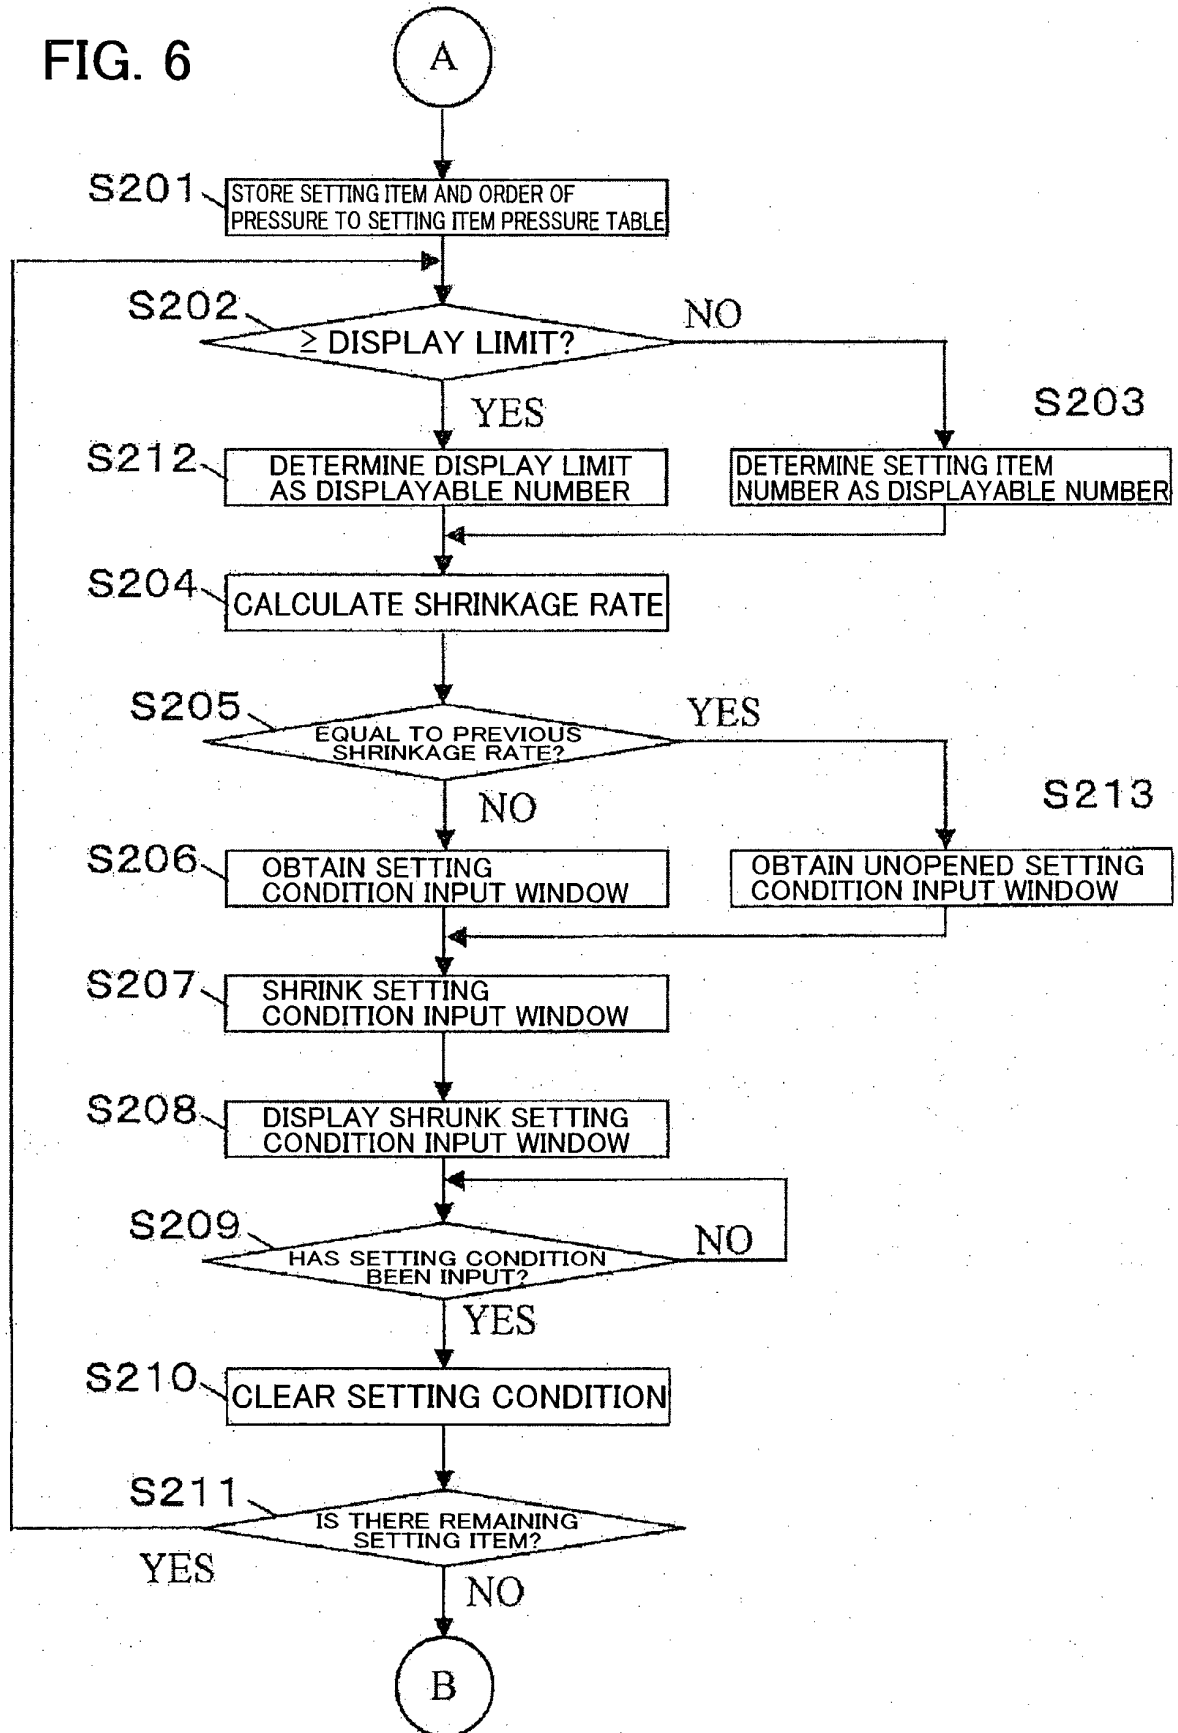 FIG. 6
A
S201
STORE SETTING ITEM AND ORDER OF
PRESSURE TO SETTING ITEM PRESSURE TABLE
S202
≥ DISPLAY LIMIT?
NO
YES
S203
S212
DETERMINE DISPLAY LIMIT
AS DISPLAYABLE NUMBER
DETERMINE SETTING ITEM
NUMBER AS DISPLAYABLE NUMBER
S204
CALCULATE SHRINKAGE RATE
S205
EQUAL TO PREVIOUS
SHRINKAGE RATE?
YES
NO
S213
S206
OBTAIN SETTING
CONDITION INPUT WINDOW
OBTAIN UNOPENED SETTING
CONDITION INPUT WINDOW
S207
SHRINK SETTING
CONDITION INPUT WINDOW
S208
DISPLAY SHRUNK SETTING
CONDITION INPUT WINDOW
S209
HAS SETTING CONDITION
BEEN INPUT?
NO
YES
S210
CLEAR SETTING CONDITION
S211
IS THERE REMAINING
SETTING ITEM?
YES
NO
B